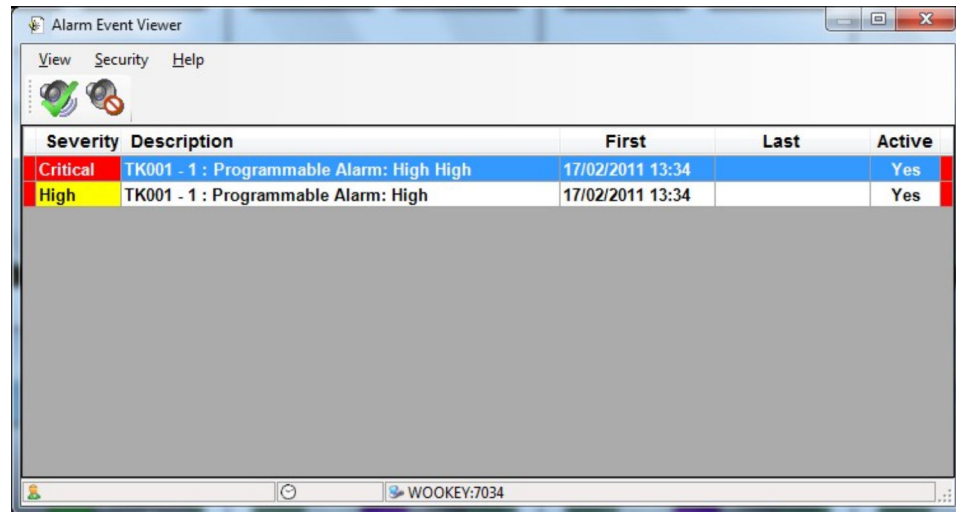 Alarm Event Viewer
View Security Help
Severity Description First Last Active
Critical TK001 - 1 : Programmable Alarm: High High 17/02/2011 13:34 Yes
High TK001 - 1 : Programmable Alarm: High 17/02/2011 13:34 Yes
WOOKEY:7034